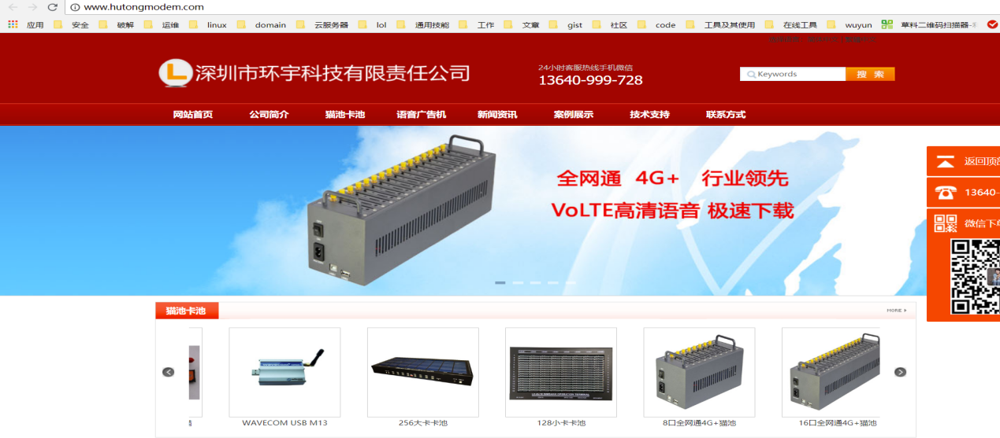 www.hutongmodem.com
应用 安全 破解 运维 linux domain 云服务器 lol 通用技能 工作 文章 gist 社区 code 工具及其使用 在线工具 wuyun 草料二维码扫描器-
深圳市环宇科技有限责任公司
24小时客服热线手机微信
13640-999-728
Keywords
搜 索
网站首页 公司简介 猫池卡池 语音广告机 新闻资讯 案例展示 技术支持 联系方式
全网通 4G+ 行业领先
VoLTE高清语音 极速下载
返回顶部
13640-
微信下单
猫池卡池
MORE
WAVECOM USB M13
256大卡卡池
128小卡卡池
8口全网通4G+猫池
16口全网通4G+猫池